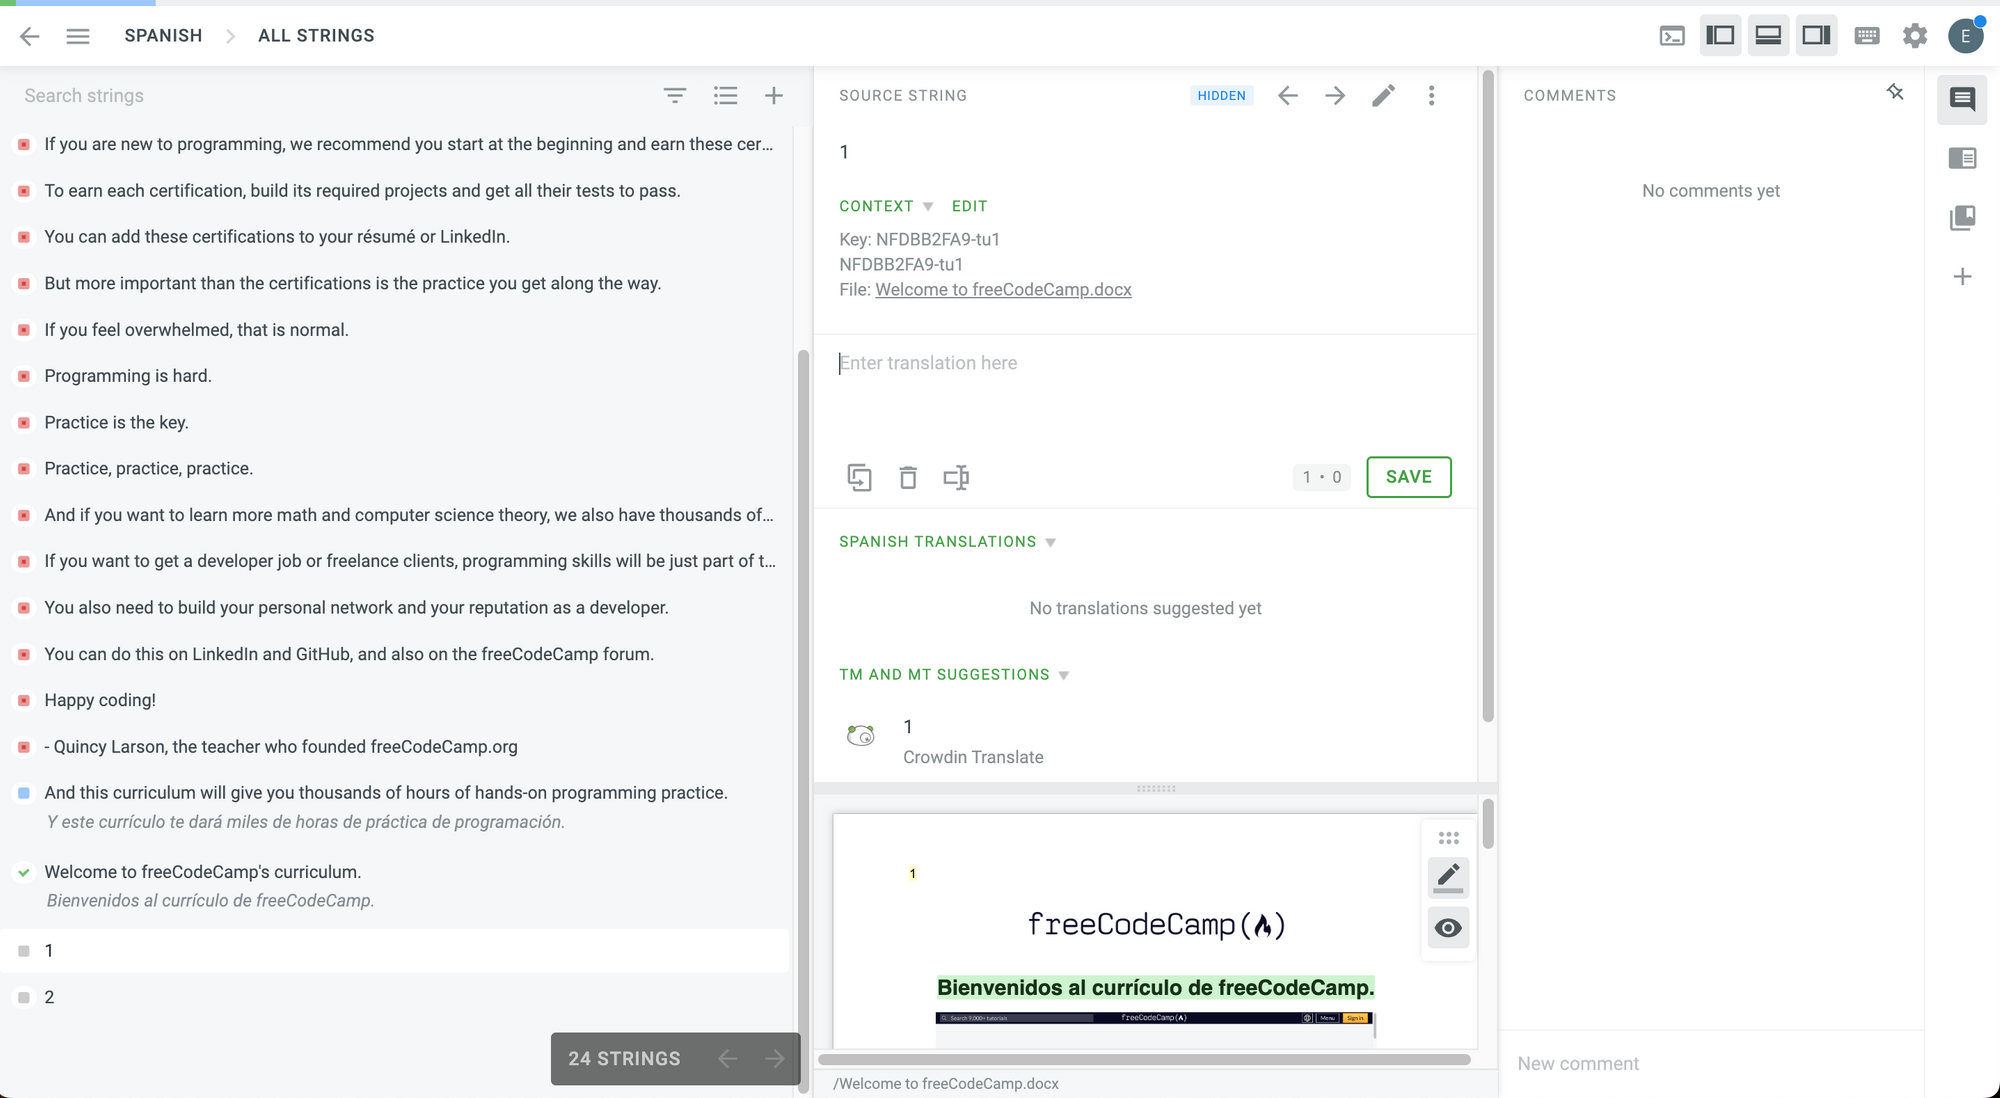 SPANISH
ALL STRINGS
E
Search strings
If you are new to programming, we recommend you start at the beginning and earn these cer...
To earn each certification, build its required projects and get all their tests to pass.
You can add these certifications to your résumé or LinkedIn.
But more important than the certifications is the practice you get along the way.
If you feel overwhelmed, that is normal.
Programming is hard.
Practice is the key.
Practice, practice, practice.
And if you want to learn more math and computer science theory, we also have thousands of...
If you want to get a developer job or freelance clients, programming skills will be just part of t...
You also need to build your personal network and your reputation as a developer.
You can do this on LinkedIn and GitHub, and also on the freeCodeCamp forum.
Happy coding!
- Quincy Larson, the teacher who founded freeCodeCamp.org
And this curriculum will give you thousands of hours of hands-on programming practice.
Y este currículo te dará miles de horas de práctica de programación.
Welcome to freeCodeCamp's curriculum.
Bienvenidos al currículo de freeCodeCamp.
1
2
24 STRINGS
SOURCE STRING
HIDDEN
1
CONTEXT EDIT
Key: NFDBB2FA9-tu1
NFDBB2FA9-tu1
File: Welcome to freeCodeCamp.docx
Enter translation here
1 • 0
SAVE
SPANISH TRANSLATIONS
No translations suggested yet
TM AND MT SUGGESTIONS
1
Crowdin Translate
1
freeCodeCamp(🔥)
Bienvenidos al currículo de freeCodeCamp.
Search 9,000+ tutorials
freeCodeCamp(🔥)
Menu
Sign in
/Welcome to freeCodeCamp.docx
COMMENTS
No comments yet
New comment